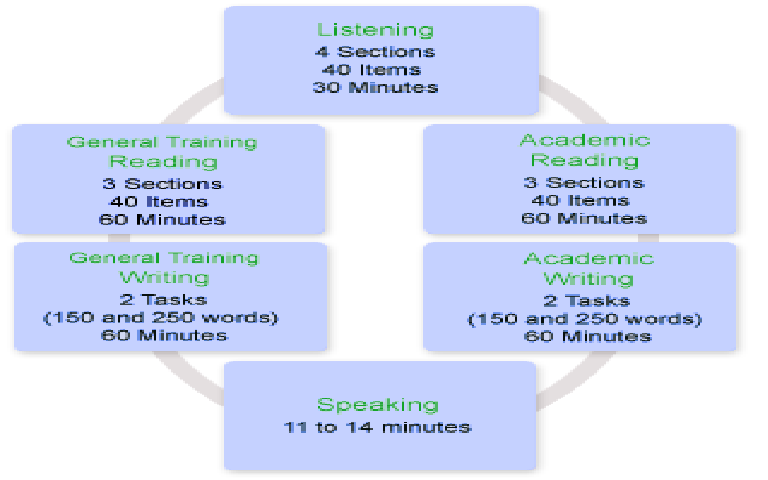 Listening
4 Sections
40 Items
30 Minutes
General Training
Reading
3 Sections
40 Items
60 Minutes
Academic
Reading
3 Sections
40 Items
60 Minutes
General Training
Writing
2 Tasks
(150 and 250 words)
60 Minutes
Academic
Writing
2 Tasks
(150 and 250 words)
60 Minutes
Speaking
11 to 14 minutes